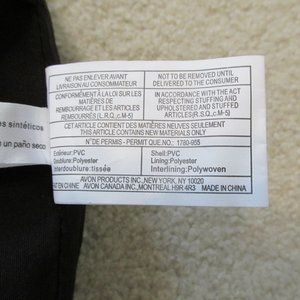 NE PAS ENLEVER AVANT
LIVRAISON AU CONSOMMATEUR
NOT TO BE REMOVED UNTIL
DELIVERED TO THE CONSUMER
CONFORMÉMENT À LA LOI SUR LES
MATIÈRES DE
REMBOURRAGE ET LES ARTICLES
REMBOURRÉS (L.R.Q.,c.M-5)
IN ACCORDANCE WITH THE ACT
RESPECTING STUFFING AND
UPHOLSTERED AND STUFFED
ARTICLES(R.S.Q.,c.M-5)
CET ARTICLE CONTIENT DES MATIÈRES NEUVES SEULEMENT
THIS ARTICLE CONTAINS NEW MATERIAL ONLY
N°DE PERMIS - PERMIT QUE.NO.: 1780-955
Extérieur:PVC
Doublure:Polyester
Interdoublure:tissée
Shell:PVC
Lining:Polyester
Interlining:Polywoven
AVON PRODUCTS INC.,NEW YORK, NY 10020
AVON CANADA INC.,MONTREAL H9R 4R3
EN CHINE
MADE IN CHINA
es sintéticos
n un paño seco